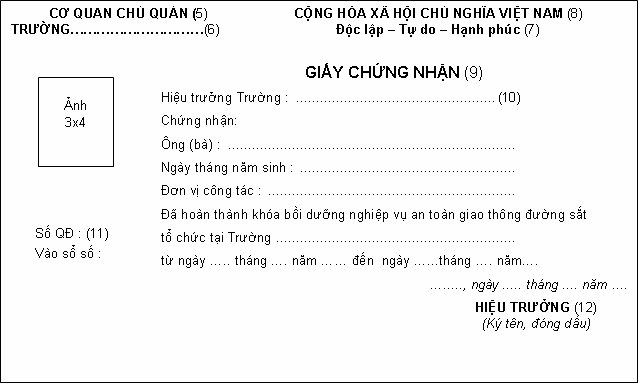 CƠ QUAN CHỦ QUẢN (5)
TRƯỜNG................................(6)
CỘNG HÒA XÃ HỘI CHỦ NGHĨA VIỆT NAM (8)
Độc lập – Tự do – Hạnh phúc (7)
GIẤY CHỨNG NHẬN (9)
Ảnh
3x4
Hiệu trưởng Trường : .................................................. (10)
Chứng nhận:
Ông (bà) : ........................................................................
Ngày tháng năm sinh : ......................................................
Đơn vị công tác : ..............................................................
Đã hoàn thành khóa bồi dưỡng nghiệp vụ an toàn giao thông đường sắt
tổ chức tại Trường ............................................................
từ ngày ..... tháng .... năm ...... đến ngày ......tháng .... năm....
Số QĐ : (11)
Vào sổ số :
........, ngày ..... tháng .... năm ....
HIỆU TRƯỞNG (12)
(Ký tên, đóng dấu)